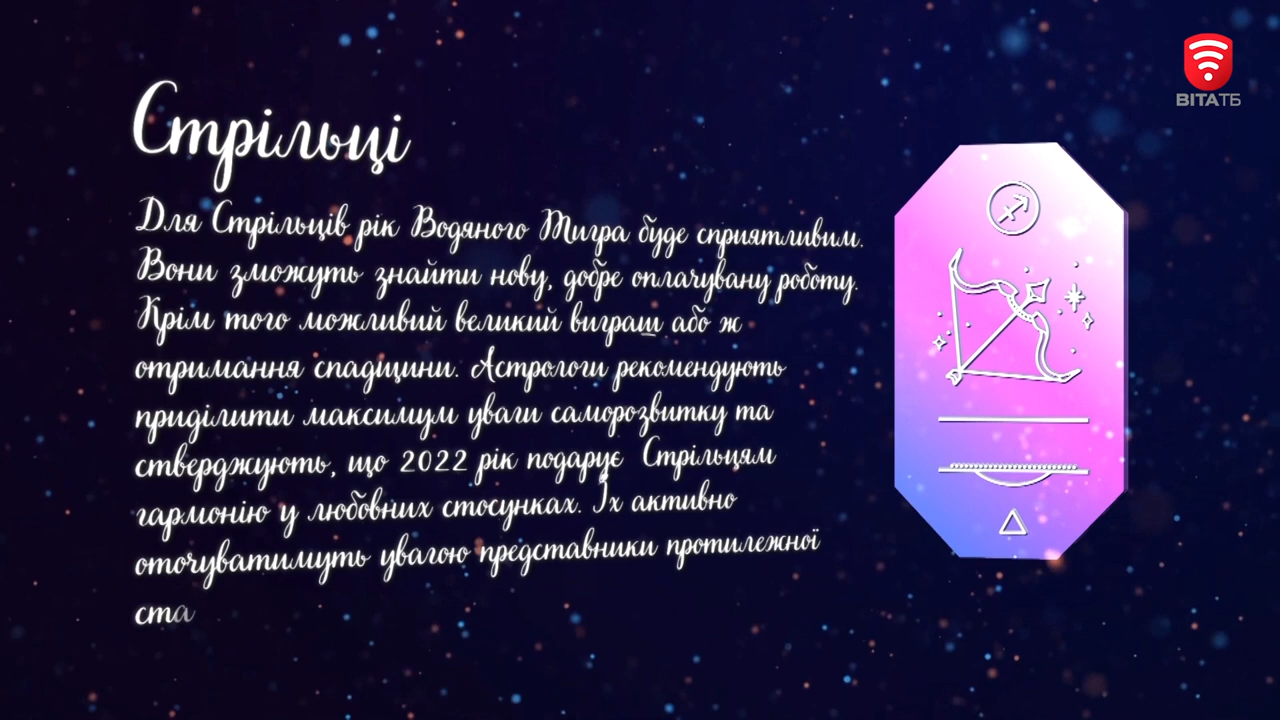 ВІТАТБ
Стрільці
Для Стрільців рік Водяного Тигра буде сприятливим.
Вони зможуть знайти нову, добре оплачувану роботу.
Крім того можливий великий виграш або ж
отримання спадщини. Астрологи рекомендують
приділити максимум уваги саморозвитку та
стверджують, що 2022 рік подарує Стрільцям
гармонію у любовних стосунках. Їх активно
оточуватимуть увагою представники протилежної
ста